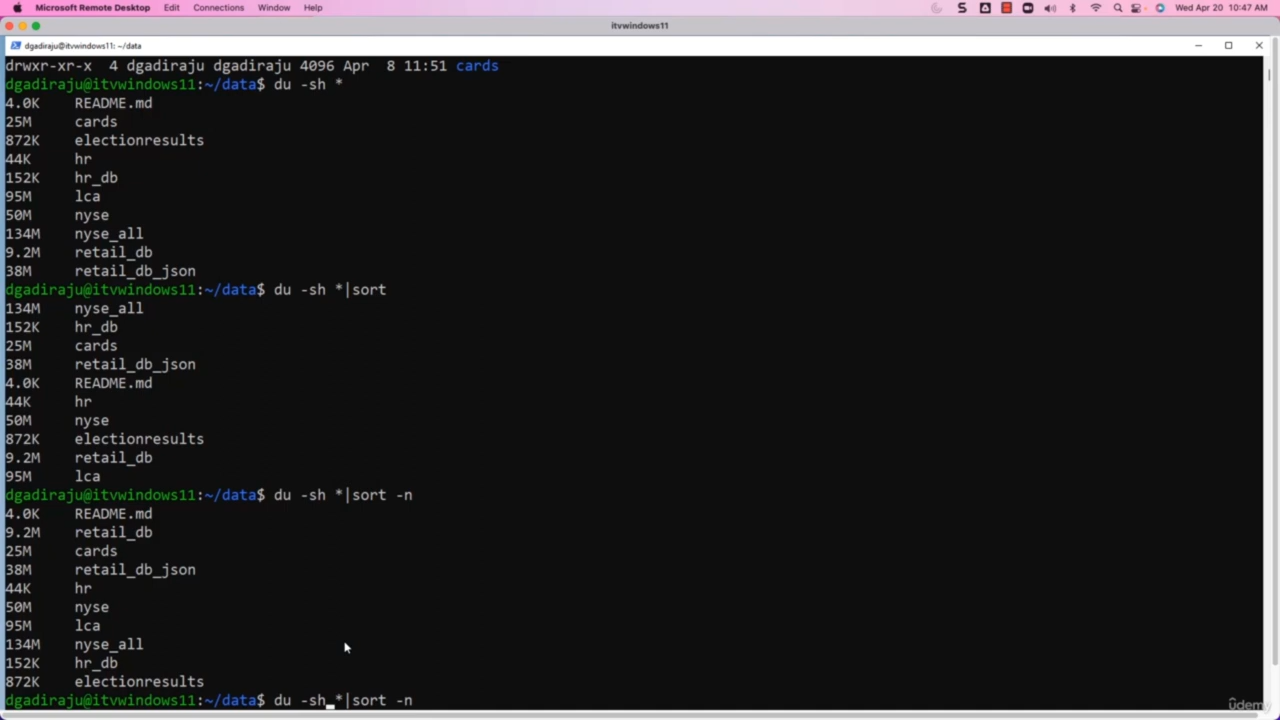 Microsoft Remote Desktop Edit Connections Window Help Wed Apr 20 10:47 AM
itvwindows11
dgadiraju@itvwindows11: ~/data
drwxr-xr-x 4 dgadiraju dgadiraju 4096 Apr 8 11:51 cards
dgadiraju@itvwindows11:~/data$ du -sh *
4.0K README.md
25M cards
872K electionresults
44K hr
152K hr_db
95M lca
50M nyse
134M nyse_all
9.2M retail_db
38M retail_db_json
dgadiraju@itvwindows11:~/data$ du -sh *|sort
134M nyse_all
152K hr_db
25M cards
38M retail_db_json
4.0K README.md
44K hr
50M nyse
872K electionresults
9.2M retail_db
95M lca
dgadiraju@itvwindows11:~/data$ du -sh *|sort -n
4.0K README.md
9.2M retail_db
25M cards
38M retail_db_json
44K hr
50M nyse
95M lca
134M nyse_all
152K hr_db
872K electionresults
dgadiraju@itvwindows11:~/data$ du -sh *|sort -n
udemy